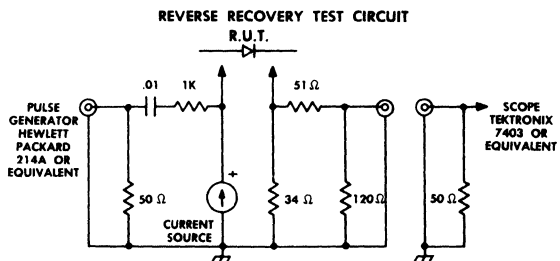 REVERSE RECOVERY TEST CIRCUIT
R.U.T.
.01
1K
51 Ω
PULSE
GENERATOR
HEWLETT
PACKARD
214A OR
EQUIVALENT
SCOPE
TEKTRONIX
7403 OR
EQUIVALENT
50 Ω
+
CURRENT
SOURCE
34 Ω
120Ω
50 Ω